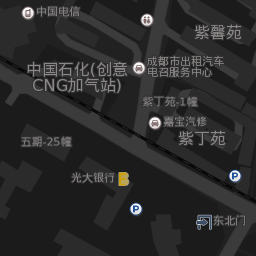 中国电信
紫馨苑
成都市出租汽车
电召服务中心
中国石化(创意
CNG加气站)
紫丁苑-1幢
嘉宝汽修
紫丁苑
五期-25幢
光大银行
P
P
东北门